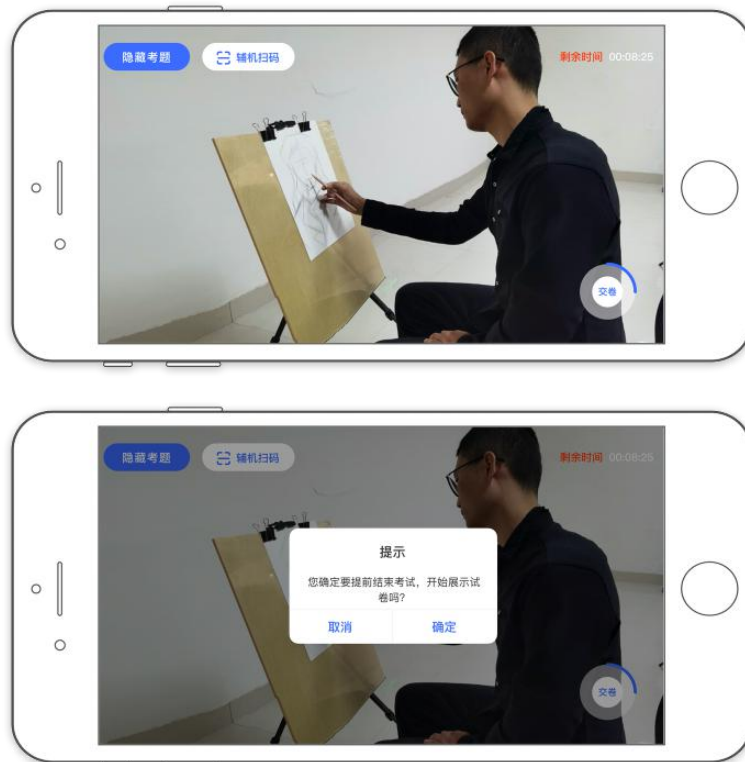 隐藏考题
辅机扫码
剩余时间 00:08:25
交卷
隐藏考题
辅机扫码
剩余时间 00:08:25
提示
您确定要提前结束考试，开始展示试
卷吗？
取消
确定
交卷